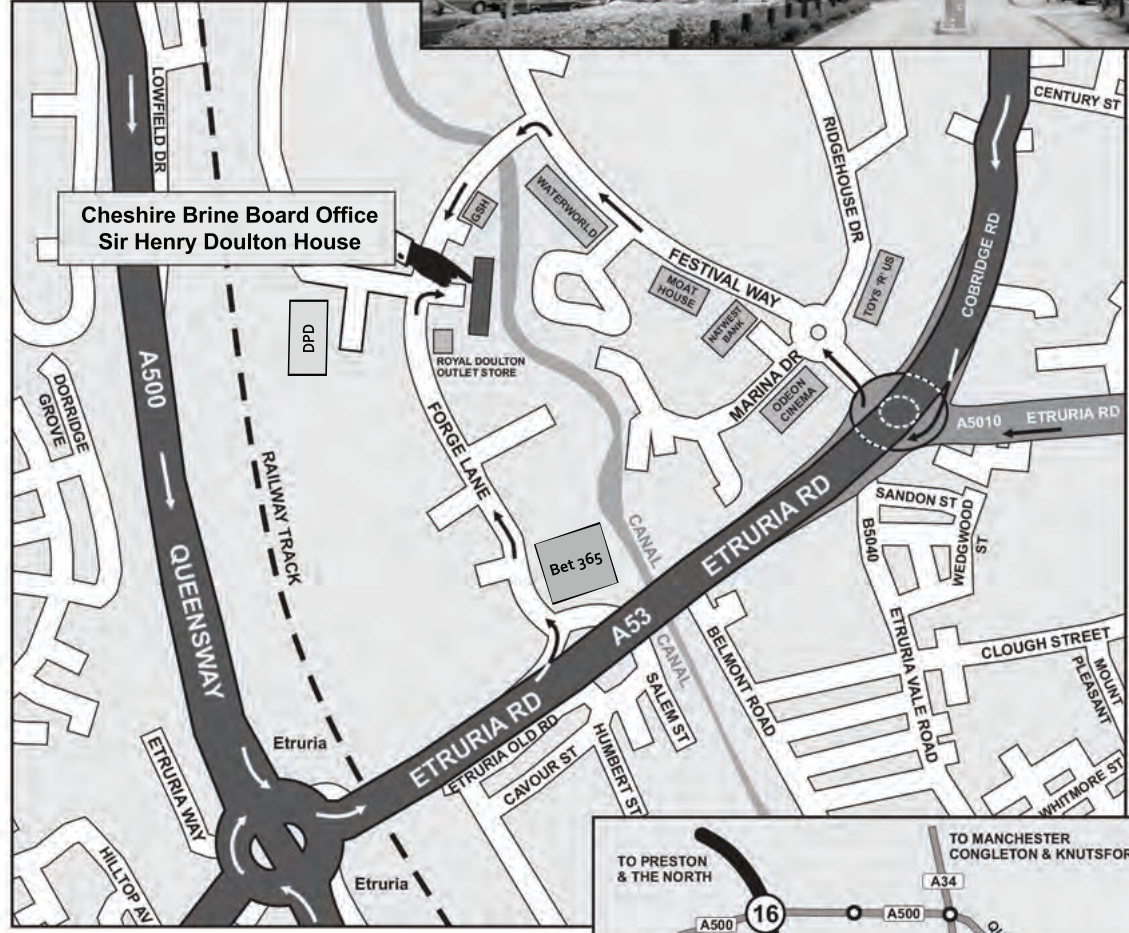 LOWFIELD DR
CENTURY ST
RIDGEHOUSE DR
COBRIDGE RD
GSH
WATERWORLD
Cheshire Brine Board Office
Sir Henry Doulton House
FESTIVAL WAY
TOYS 'R' US
MOAT
HOUSE
NATWEST
BANK
DPD
ROYAL DOULTON
OUTLET STORE
MARINA DR
ODEON
CINEMA
A500
DORRIDGE
GROVE
FORGE LANE
A5010
ETRURIA RD
RAILWAY TRACK
CANAL
ETRURIA RD
SANDON ST
WEDGWOOD
ST
B5040
Bet 365
QUEENSWAY
A53
CANAL
BELMONT ROAD
ETRURIA VALE ROAD
CLOUGH STREET
MOUNT
PLEASANT
SALEM ST
ETRURIA RD
ETRURIA OLD RD
HUMBERT ST
CAVOUR ST
Etruria
ETRURIA WAY
WHITMORE ST
HILLTOP AV
Etruria
TO PRESTON
& THE NORTH
TO MANCHESTER
CONGLETON & KNUTSFOR
A34
16
A500
A500
QU